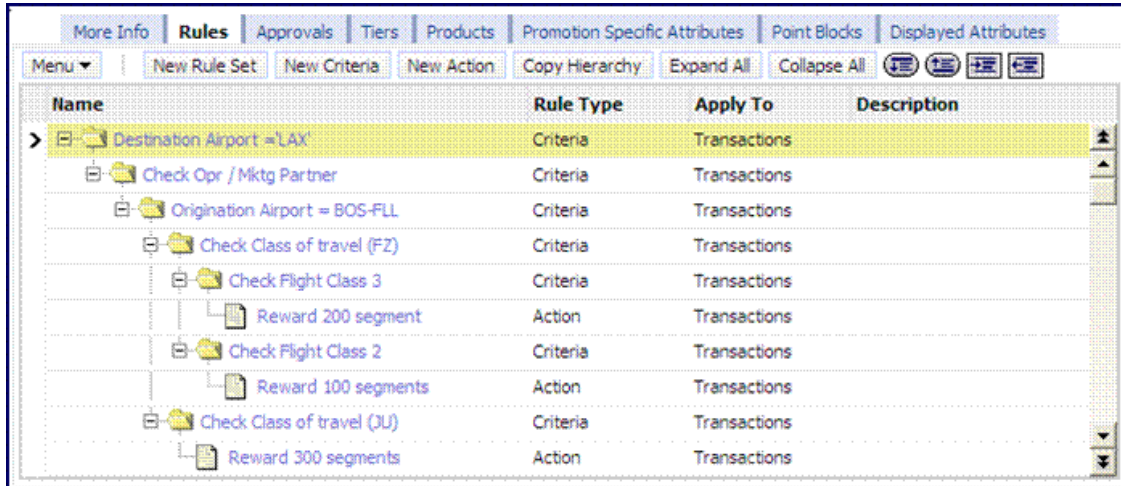 More Info Rules Approvals Tiers Products Promotion Specific Attributes Point Blocks Displayed Attributes
Menu New Rule Set New Criteria New Action Copy Hierarchy Expand All Collapse All
Name Rule Type Apply To Description
Destination Airport ='LAX' Criteria Transactions
Check Opr / Mktg Partner Criteria Transactions
Origination Airport = BOS-FLL Criteria Transactions
Check Class of travel (FZ) Criteria Transactions
Check Flight Class 3 Criteria Transactions
Reward 200 segment Action Transactions
Check Flight Class 2 Criteria Transactions
Reward 100 segments Action Transactions
Check Class of travel (JU) Criteria Transactions
Reward 300 segments Action Transactions